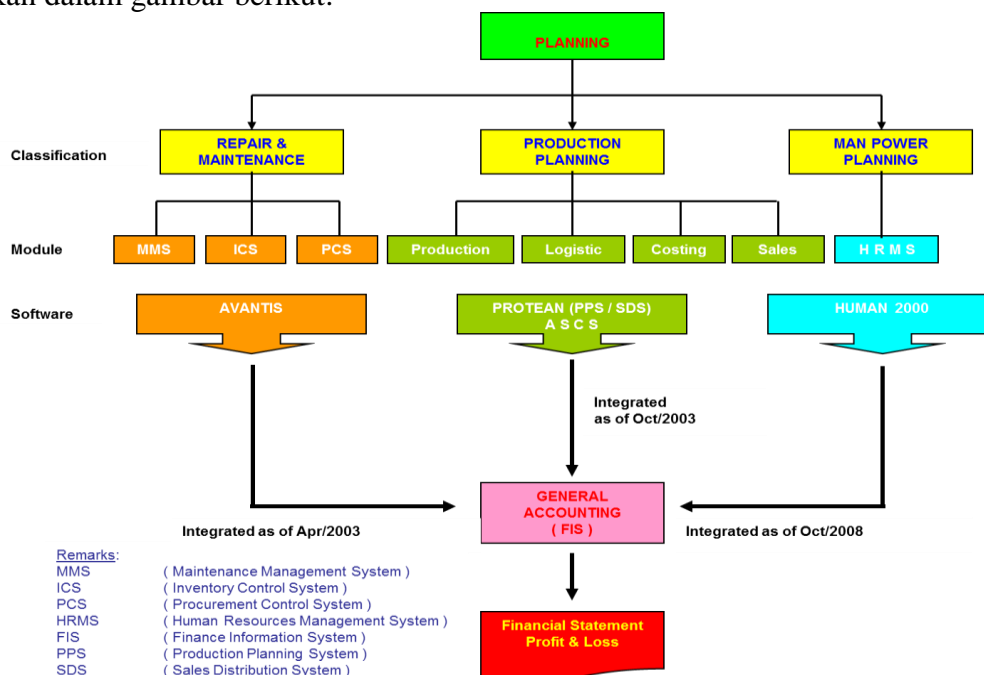 kan dalam gambar berikut:
PLANNING
Classification
REPAIR &
MAINTENANCE
PRODUCTION
PLANNING
MAN POWER
PLANNING
Module
MMS
ICS
PCS
Production
Logistic
Costing
Sales
H R M S
Software
AVANTIS
PROTEAN (PPS / SDS)
A S C S
HUMAN 2000
Integrated
as of Oct/2003
GENERAL
ACCOUNTING
( FIS )
Integrated as of Apr/2003
Integrated as of Oct/2008
Remarks:
MMS ( Maintenance Management System )
ICS ( Inventory Control System )
PCS ( Procurement Control System )
HRMS ( Human Resources Management System )
FIS ( Finance Information System )
PPS ( Production Planning System )
SDS ( Sales Distribution System )
Financial Statement
Profit & Loss